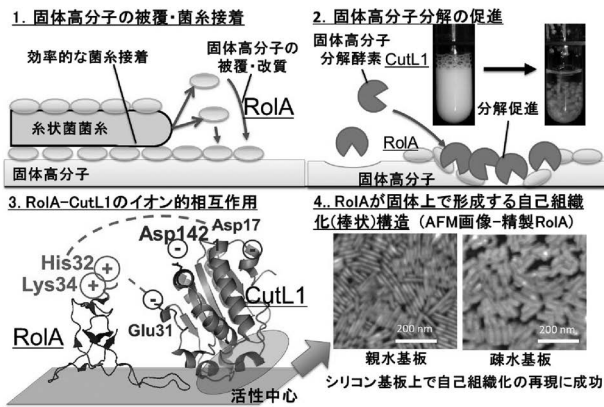 1. 固体高分子の被覆・菌糸接着
効率的な菌糸接着
固体高分子の
被覆・改質
RolA
糸状菌菌糸
固体高分子
2. 固体高分子分解の促進
固体高分子
分解酵素
CutL1
RolA
分解促進
固体高分子
3. RolA-CutL1のイオン的相互作用
Asp17
Asp142
His32
Lys34
+
+
-
-
Glu31
CutL1
RolA
活性中心
4.. RolAが固体上で形成する自己組織
化(棒状)構造 (AFM画像-精製RolA)
200 nm
200 nm
親水基板
疎水基板
シリコン基板上で自己組織化の再現に成功